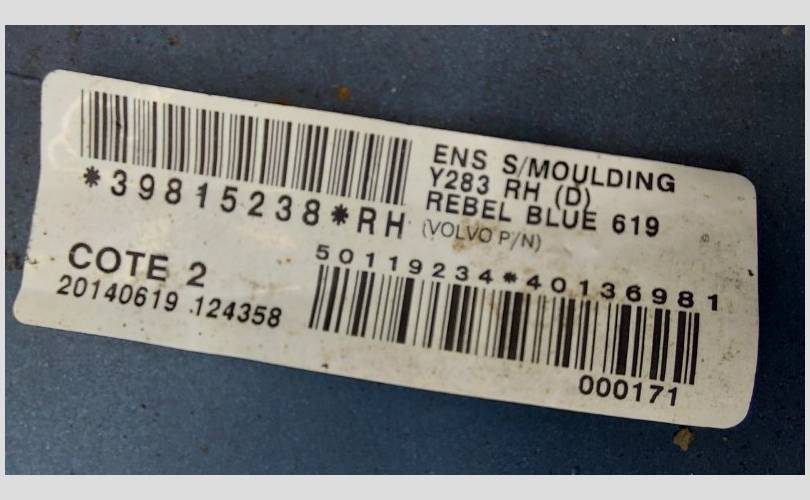 *39815238*RH
ENS S/MOULDING
Y283 RH (D)
REBEL BLUE 619
(VOLVO P/N)
COTE 2
20140619 124358
50119234*40136981
000171